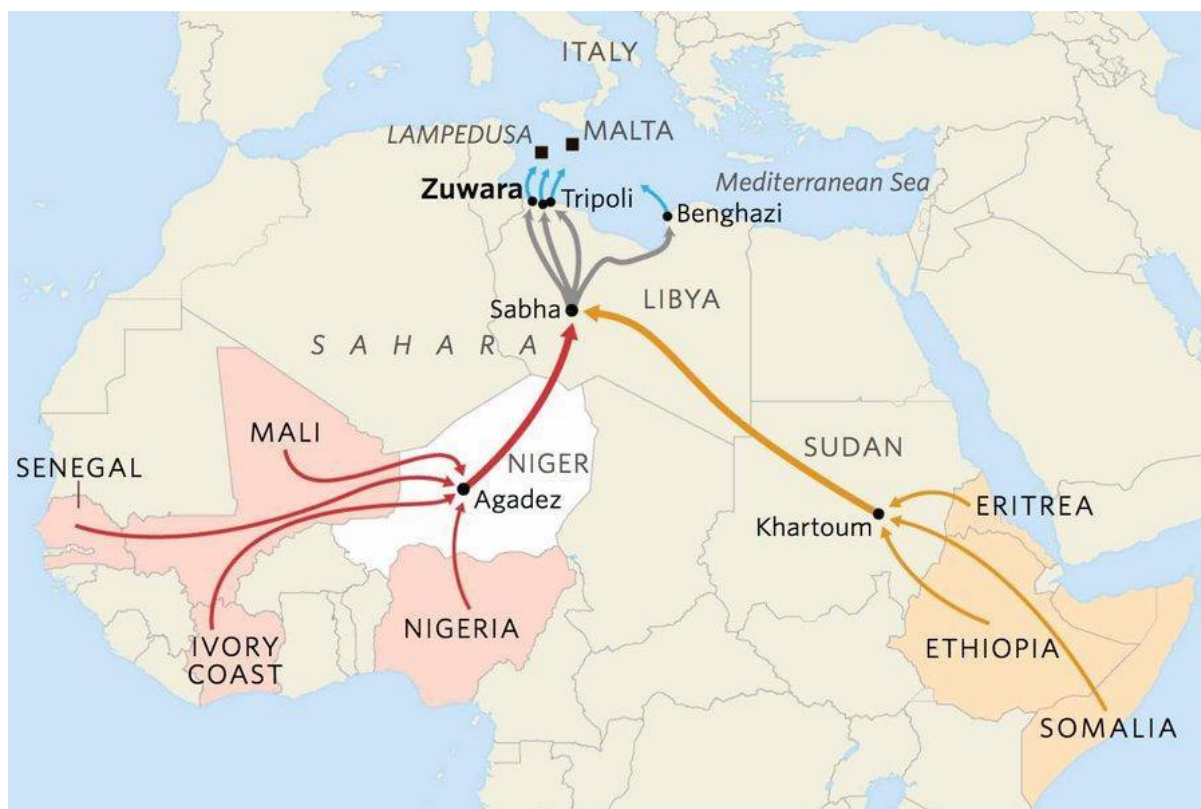 ITALY
LAMPEDUSA
MALTA
Zuwara
Tripoli
Mediterranean Sea
Benghazi
Sabha
LIBYA
SAHARA
MALI
SENEGAL
NIGER
Agadez
SUDAN
ERITREA
Khartoum
IVORY
COAST
NIGERIA
ETHIOPIA
SOMALIA